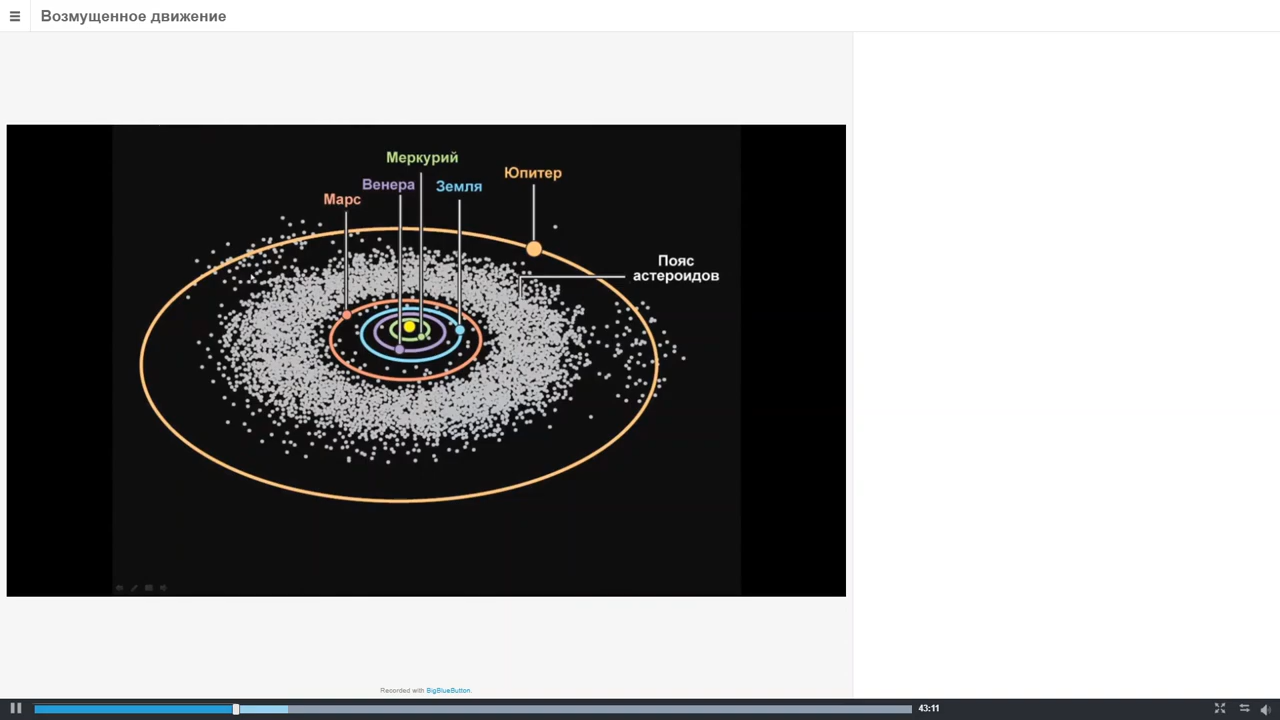 Возмущенное движение
Меркурий
Юпитер
Венера
Земля
Марс
Пояс
астероидов
Recorded with BigBlueButton.
43:11